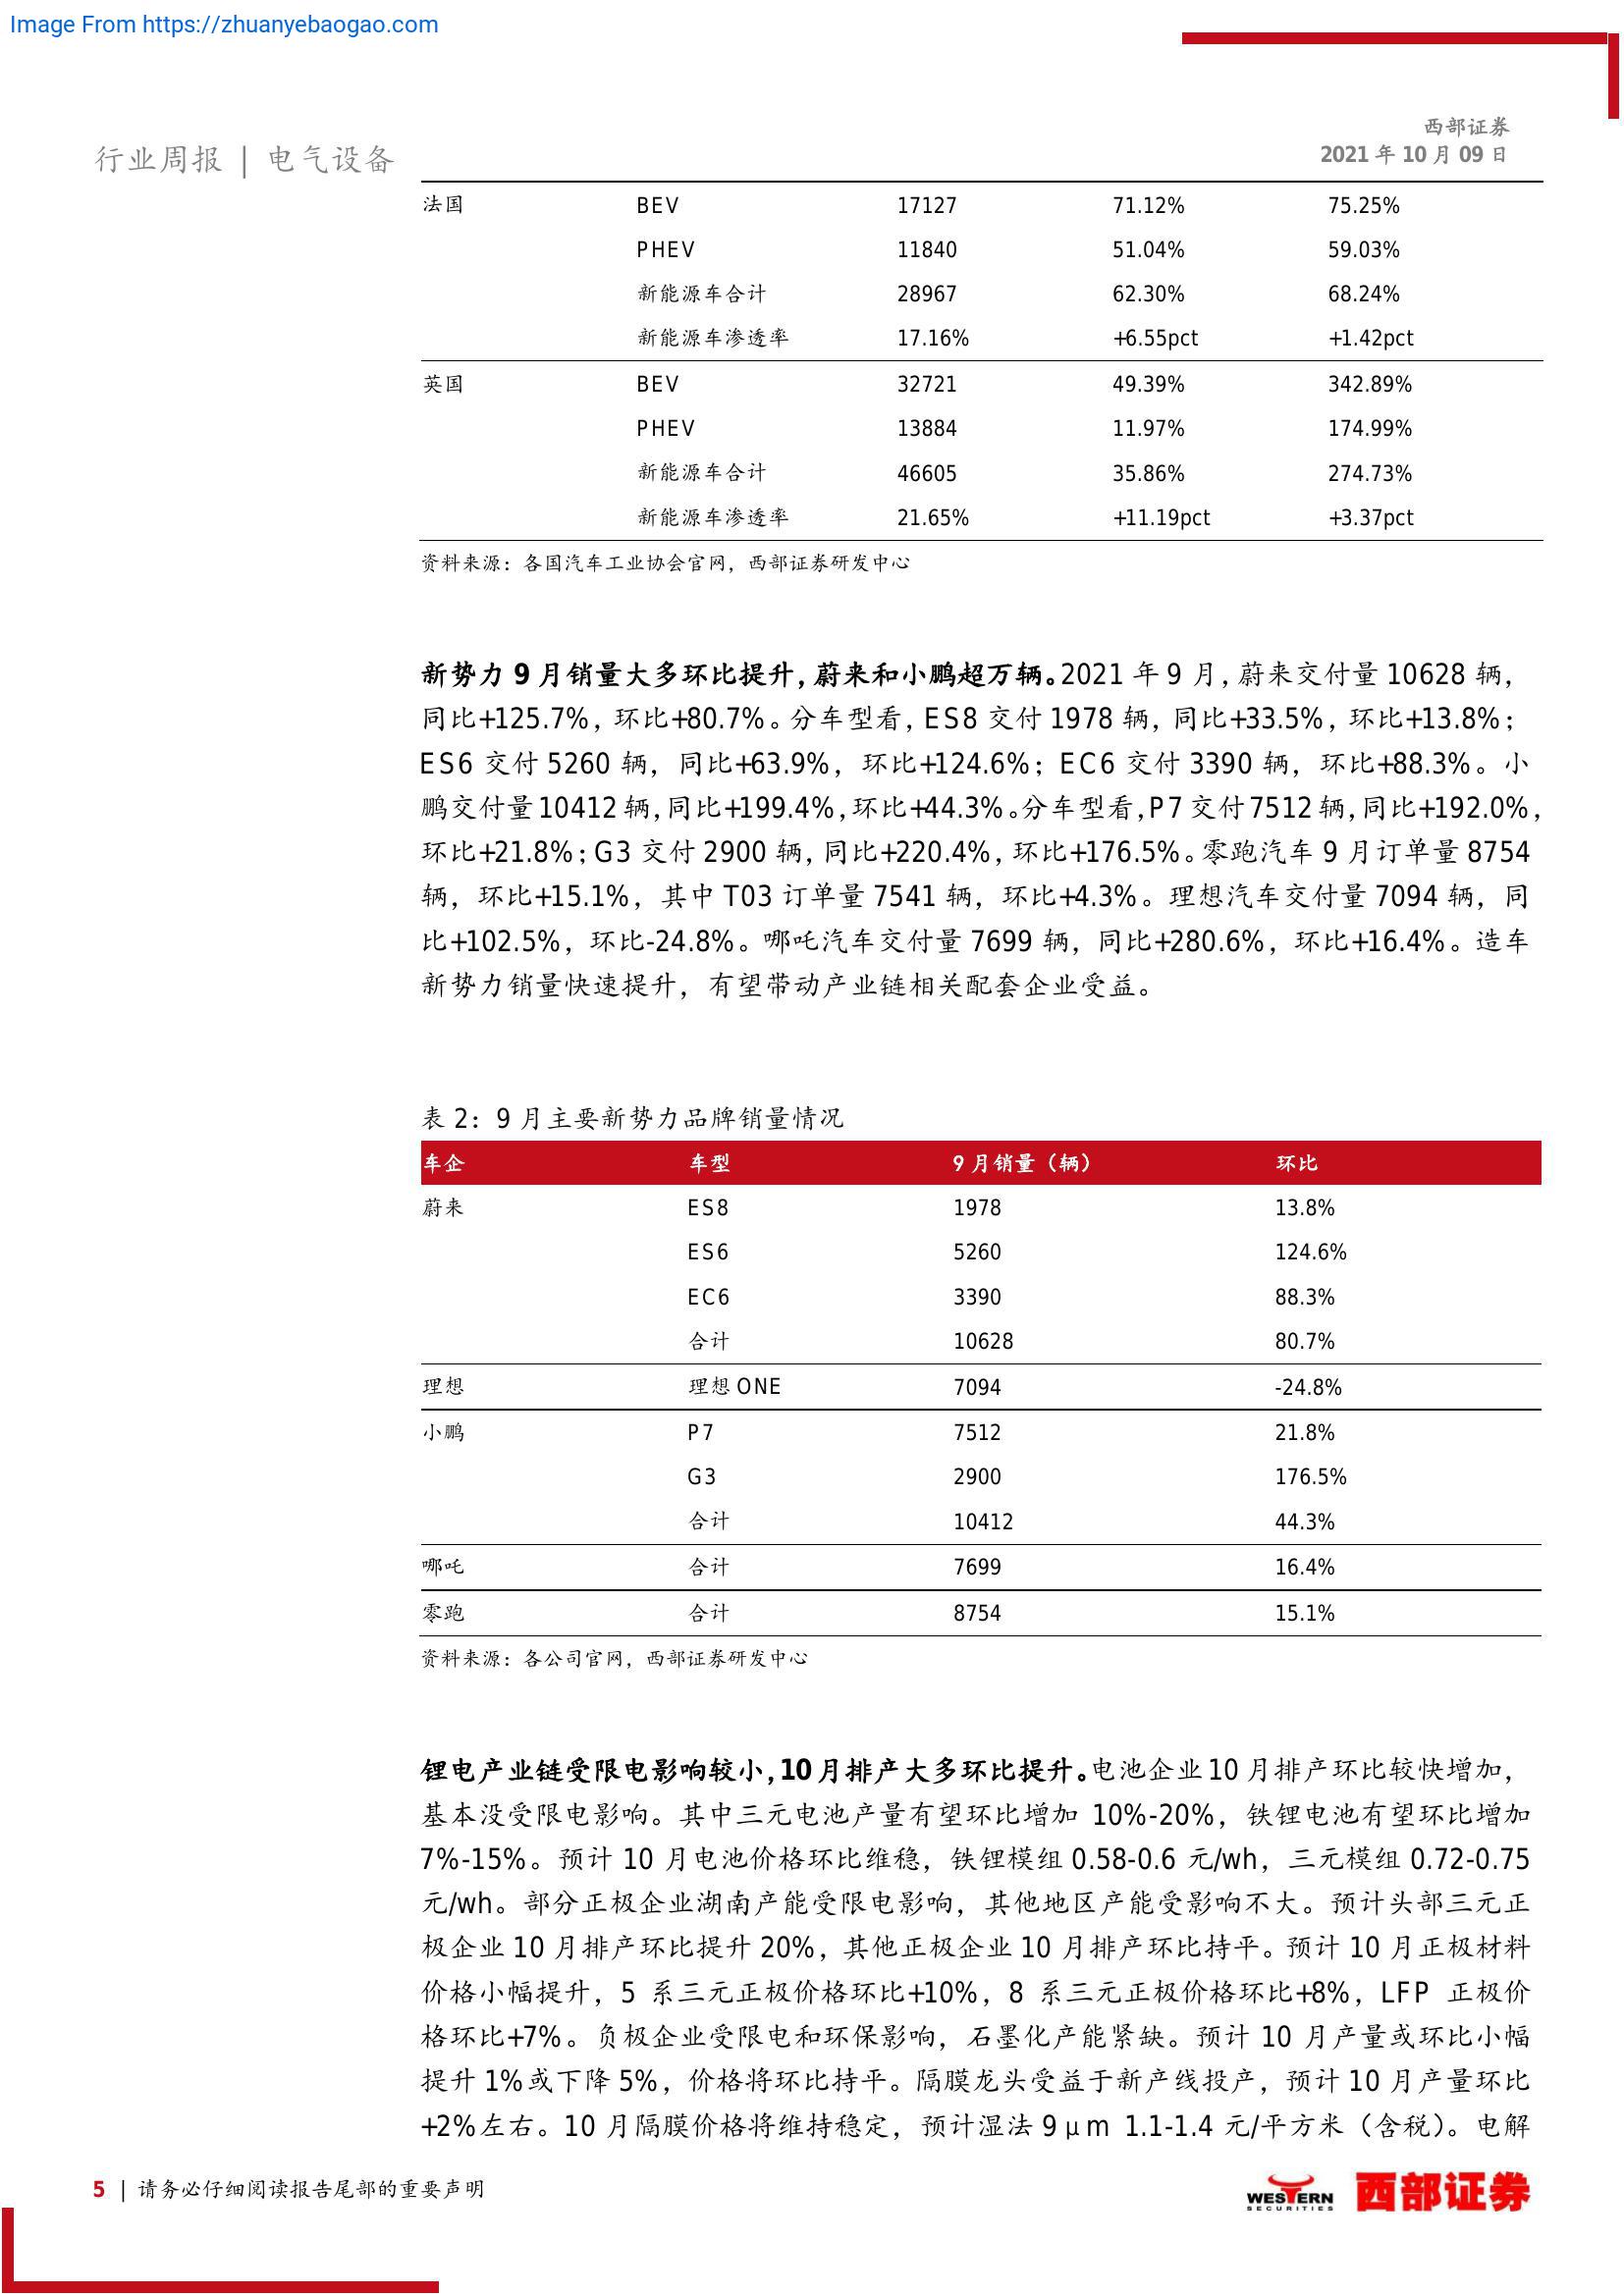 Image From https://zhuanyebaogao.com
西部证券
2021 年 10 月 09 日
行业周报 | 电气设备
法国 BEV 17127 71.12% 75.25%
PHEV 11840 51.04% 59.03%
新能源车合计 28967 62.30% 68.24%
新能源车渗透率 17.16% +6.55pct +1.42pct
英国 BEV 32721 49.39% 342.89%
PHEV 13884 11.97% 174.99%
新能源车合计 46605 35.86% 274.73%
新能源车渗透率 21.65% +11.19pct +3.37pct
资料来源：各国汽车工业协会官网，西部证券研发中心
新势力 9 月销量大多环比提升，蔚来和小鹏超万辆。2021 年 9 月，蔚来交付量 10628 辆，
同比+125.7%，环比+80.7%。分车型看，ES8 交付 1978 辆，同比+33.5%，环比+13.8%；
ES6 交付 5260 辆，同比+63.9%，环比+124.6%；EC6 交付 3390 辆，环比+88.3%。小
鹏交付量 10412 辆，同比+199.4%，环比+44.3%。分车型看，P7 交付 7512 辆，同比+192.0%，
环比+21.8%；G3 交付 2900 辆，同比+220.4%，环比+176.5%。零跑汽车 9 月订单量 8754
辆，环比+15.1%，其中 T03 订单量 7541 辆，环比+4.3%。理想汽车交付量 7094 辆，同
比+102.5%，环比-24.8%。哪吒汽车交付量 7699 辆，同比+280.6%，环比+16.4%。造车
新势力销量快速提升，有望带动产业链相关配套企业受益。
表 2：9 月主要新势力品牌销量情况
车企 车型 9 月销量（辆） 环比
蔚来 ES8 1978 13.8%
ES6 5260 124.6%
EC6 3390 88.3%
合计 10628 80.7%
理想 理想 ONE 7094 -24.8%
小鹏 P7 7512 21.8%
G3 2900 176.5%
合计 10412 44.3%
哪吒 合计 7699 16.4%
零跑 合计 8754 15.1%
资料来源：各公司官网，西部证券研发中心
锂电产业链受限电影响较小，10 月排产大多环比提升。电池企业 10 月排产环比较快增加，
基本没受限电影响。其中三元电池产量有望环比增加 10%-20%，铁锂电池有望环比增加
7%-15%。预计 10 月电池价格环比维稳，铁锂模组 0.58-0.6 元/wh，三元模组 0.72-0.75
元/wh。部分正极企业湖南产能受限电影响，其他地区产能受影响不大。预计头部三元正
极企业 10 月排产环比提升 20%，其他正极企业 10 月排产环比持平。预计 10 月正极材料
价格小幅提升，5 系三元正极价格环比+10%，8 系三元正极价格环比+8%，LFP 正极价
格环比+7%。负极企业受限电和环保影响，石墨化产能紧缺。预计 10 月产量或环比小幅
提升 1%或下降 5%，价格将环比持平。隔膜龙头受益于新产线投产，预计 10 月产量环比
+2%左右。10 月隔膜价格将维持稳定，预计湿法 9μm 1.1-1.4 元/平方米（含税）。电解
5 | 请务必仔细阅读报告尾部的重要声明
WESTERN
SECURITIES
西部证券